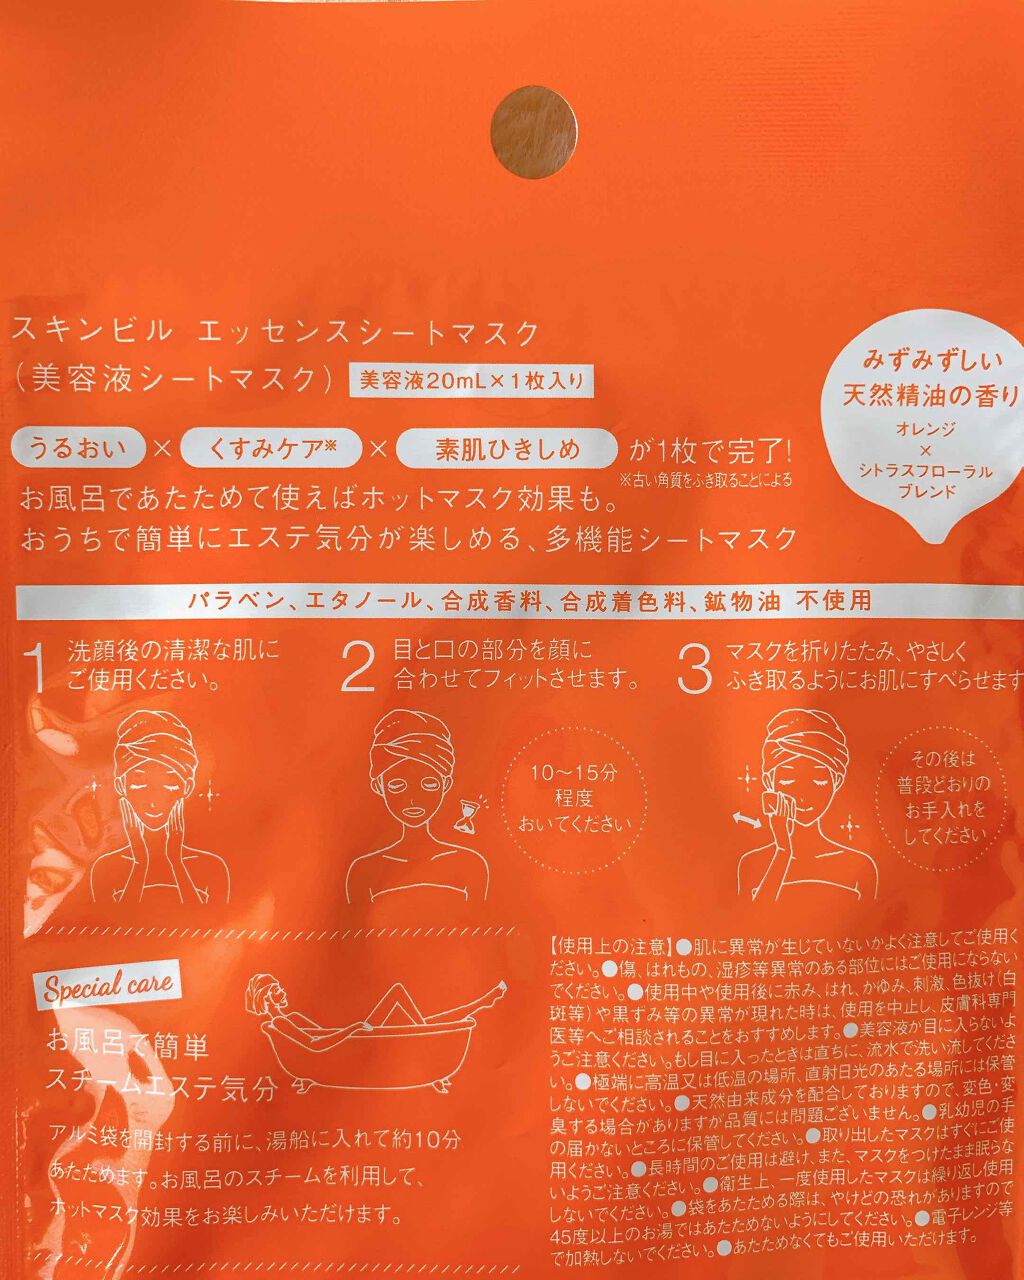 スキンビル エッセンスシートマスク
(美容液シートマスク) 美容液20mL×1枚入り
うるおい × くすみケア※ × 素肌ひきしめ が1枚で完了!
※古い角質をふき取ることによる
お風呂であたためて使えばホットマスク効果も。
おうちで簡単にエステ気分が楽しめる、多機能シートマスク
みずみずしい
天然精油の香り
オレンジ
×
シトラスフローラル
ブレンド
パラベン、エタノール、合成香料、合成着色料、鉱物油 不使用
1 洗顔後の清潔な肌に
ご使用ください。
2 目と口の部分を顔に
合わせてフィットさせます。
10〜15分
程度
おいてください
3 マスクを折りたたみ、やさしく
ふき取るようにお肌にすべらせます
その後は
普段どおりの
お手入れを
してください
Special care
お風呂で簡単
スチームエステ気分
アルミ袋を開封する前に、湯船に入れて約10分
あたためます。お風呂のスチームを利用して、
ホットマスク効果をお楽しみいただけます。
【使用上の注意】●肌に異常が生じていないかよく注意してご使用く
ださい。●傷、はれもの、湿疹等異常のある部位にはご使用にならない
でください。●使用中や使用後に赤み、はれ、かゆみ、刺激、色抜け(白
斑等)や黒ずみ等の異常が現れた時は、使用を中止し、皮膚科専門
医等へご相談されることをおすすめします。●美容液が目に入らないよ
うご注意ください。もし目に入ったときは直ちに、流水で洗い流してくださ
い。●極端に高温又は低温の場所、直射日光のあたる場所には保管
しないでください。●天然由来成分を配合しておりますので、変色・変
臭する場合がありますが品質には問題ございません。●乳幼児の手
の届かないところに保管してください。●取り出したマスクはすぐにご使
用ください。●長時間のご使用は避け、また、マスクをつけたまま眠らな
いようご注意ください。●衛生上、一度使用したマスクは繰り返し使用
しないでください。●袋をあたためる際は、やけどの恐れがありますので
45度以上のお湯ではあたためないようにしてください。●電子レンジ等
で加熱しないでください。●あたためなくてもご使用いただけます。